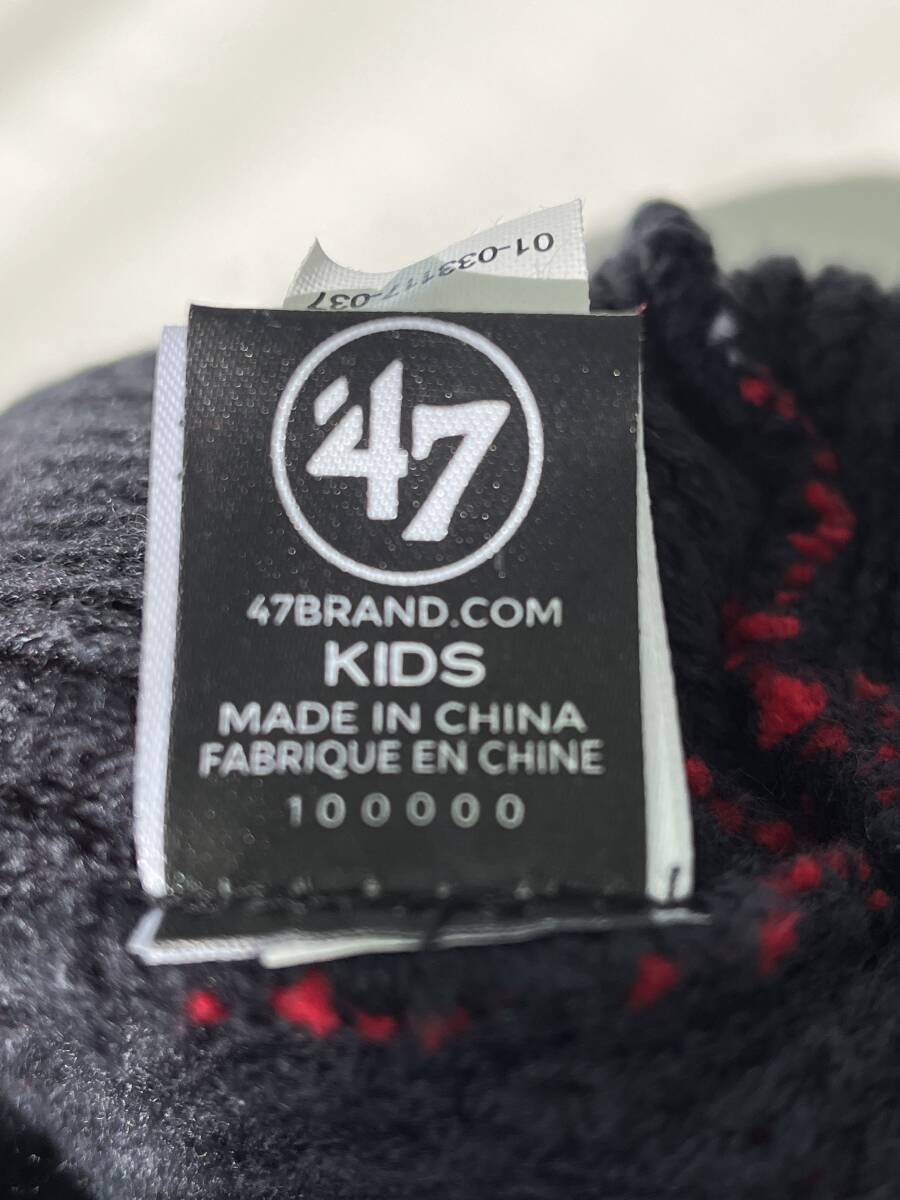 01-033117-037
'47
47BRAND.COM
KIDS
MADE IN CHINA
FABRIQUE EN CHINE
100000